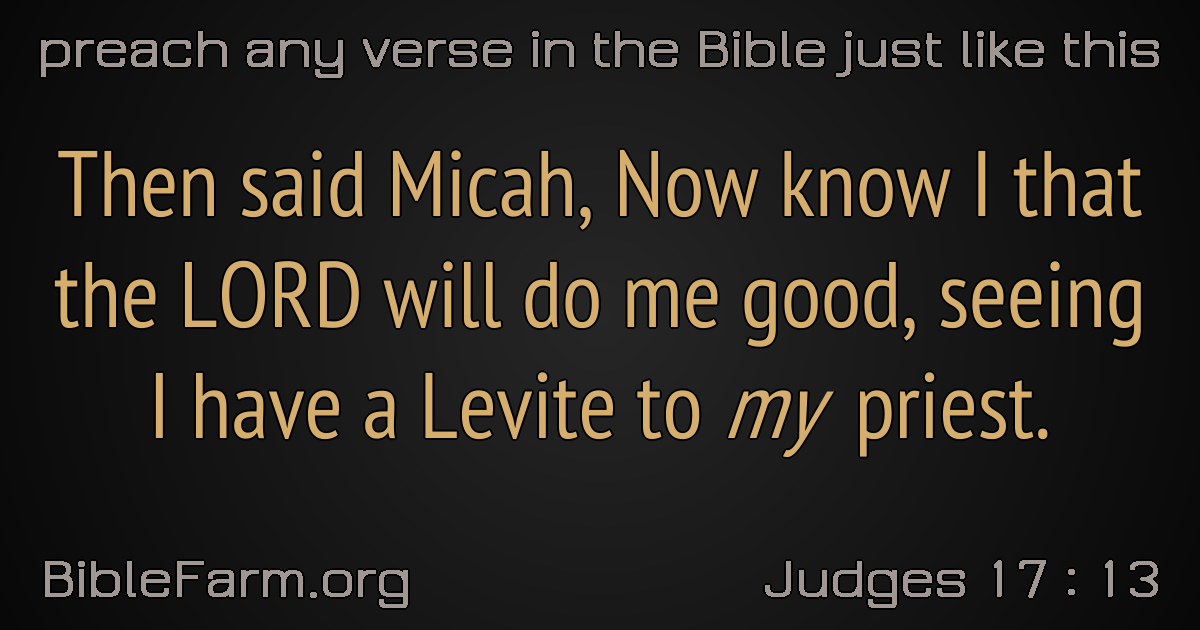 preach any verse in the Bible just like this
Then said Micah, Now know I that
the LORD will do me good, seeing
I have a Levite to my priest.
BibleFarm.org
Judges 17 : 13